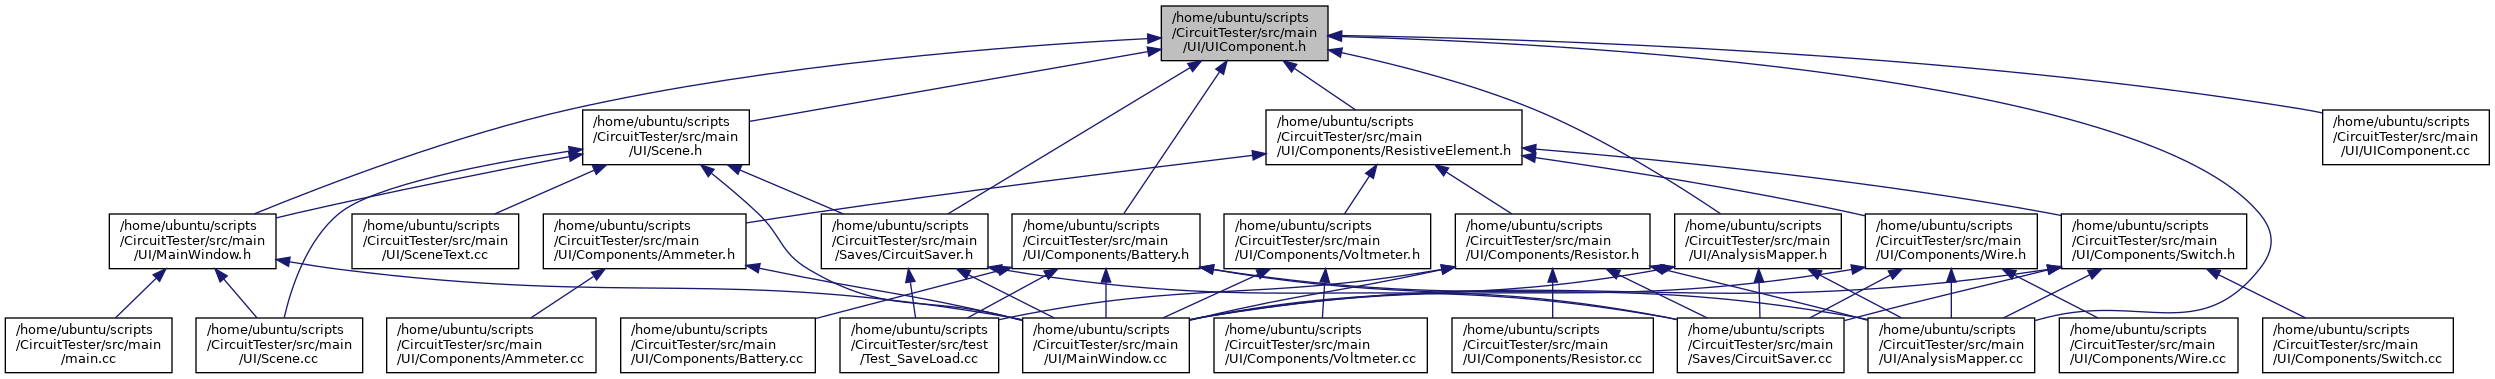 /home/ubuntu/scripts
/CircuitTester/src/main
/UI/UIComponent.h
/home/ubuntu/scripts
/CircuitTester/src/main
/UI/Scene.h
/home/ubuntu/scripts
/CircuitTester/src/main
/UI/Components/ResistiveElement.h
/home/ubuntu/scripts
/CircuitTester/src/main
/UI/UIComponent.cc
/home/ubuntu/scripts
/CircuitTester/src/main
/UI/MainWindow.h
/home/ubuntu/scripts
/CircuitTester/src/main
/UI/SceneText.cc
/home/ubuntu/scripts
/CircuitTester/src/main
/UI/Components/Ammeter.h
/home/ubuntu/scripts
/CircuitTester/src/main
/Saves/CircuitSaver.h
/home/ubuntu/scripts
/CircuitTester/src/main
/UI/Components/Battery.h
/home/ubuntu/scripts
/CircuitTester/src/main
/UI/Components/Voltmeter.h
/home/ubuntu/scripts
/CircuitTester/src/main
/UI/Components/Resistor.h
/home/ubuntu/scripts
/CircuitTester/src/main
/UI/AnalysisMapper.h
/home/ubuntu/scripts
/CircuitTester/src/main
/UI/Components/Wire.h
/home/ubuntu/scripts
/CircuitTester/src/main
/UI/Components/Switch.h
/home/ubuntu/scripts
/CircuitTester/src/main
/main.cc
/home/ubuntu/scripts
/CircuitTester/src/main
/UI/Scene.cc
/home/ubuntu/scripts
/CircuitTester/src/main
/UI/Components/Ammeter.cc
/home/ubuntu/scripts
/CircuitTester/src/main
/UI/Components/Battery.cc
/home/ubuntu/scripts
/CircuitTester/src/test
/Test_SaveLoad.cc
/home/ubuntu/scripts
/CircuitTester/src/main
/UI/MainWindow.cc
/home/ubuntu/scripts
/CircuitTester/src/main
/UI/Components/Voltmeter.cc
/home/ubuntu/scripts
/CircuitTester/src/main
/UI/Components/Resistor.cc
/home/ubuntu/scripts
/CircuitTester/src/main
/Saves/CircuitSaver.cc
/home/ubuntu/scripts
/CircuitTester/src/main
/UI/AnalysisMapper.cc
/home/ubuntu/scripts
/CircuitTester/src/main
/UI/Components/Wire.cc
/home/ubuntu/scripts
/CircuitTester/src/main
/UI/Components/Switch.cc